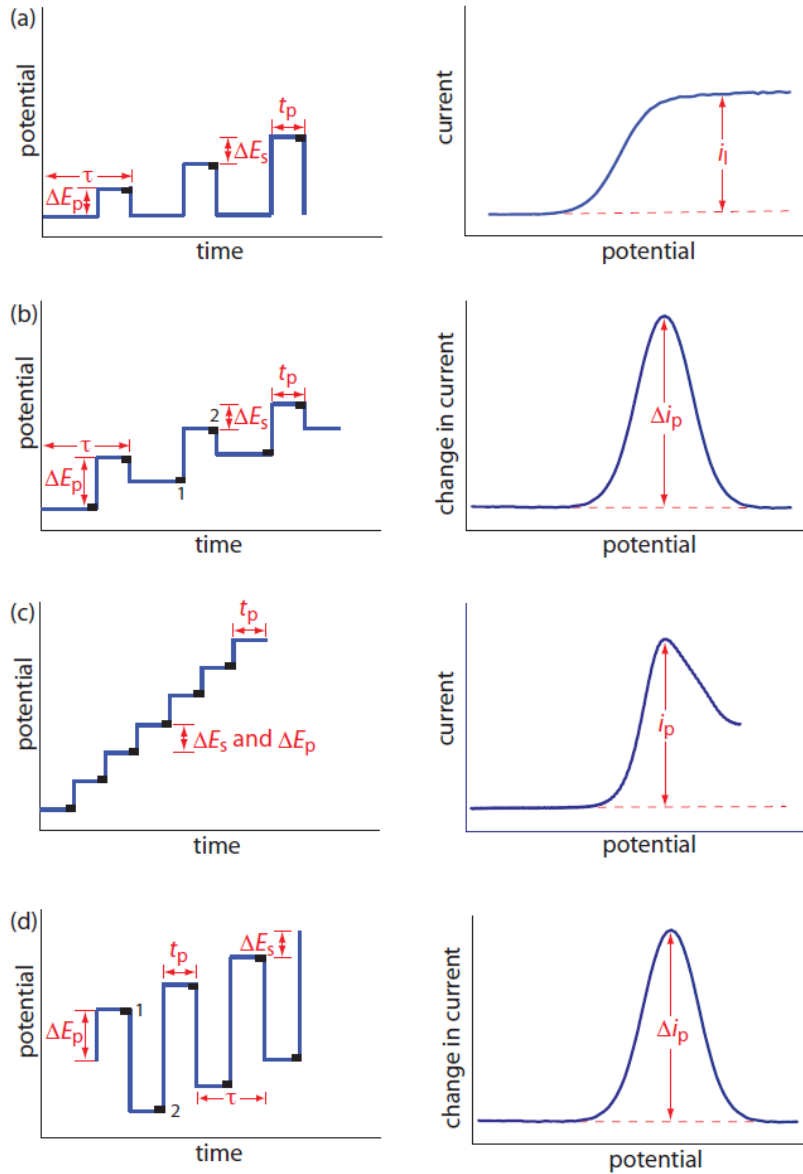 (a)
potential
τ
ΔEp
ΔEs
tp
time
current
il
potential
(b)
potential
τ
ΔEp
1
2
ΔEs
tp
time
change in current
Δip
potential
(c)
potential
tp
ΔEs and ΔEp
time
current
ip
potential
(d)
potential
ΔEp
1
2
tp
τ
ΔEs
time
change in current
Δip
potential